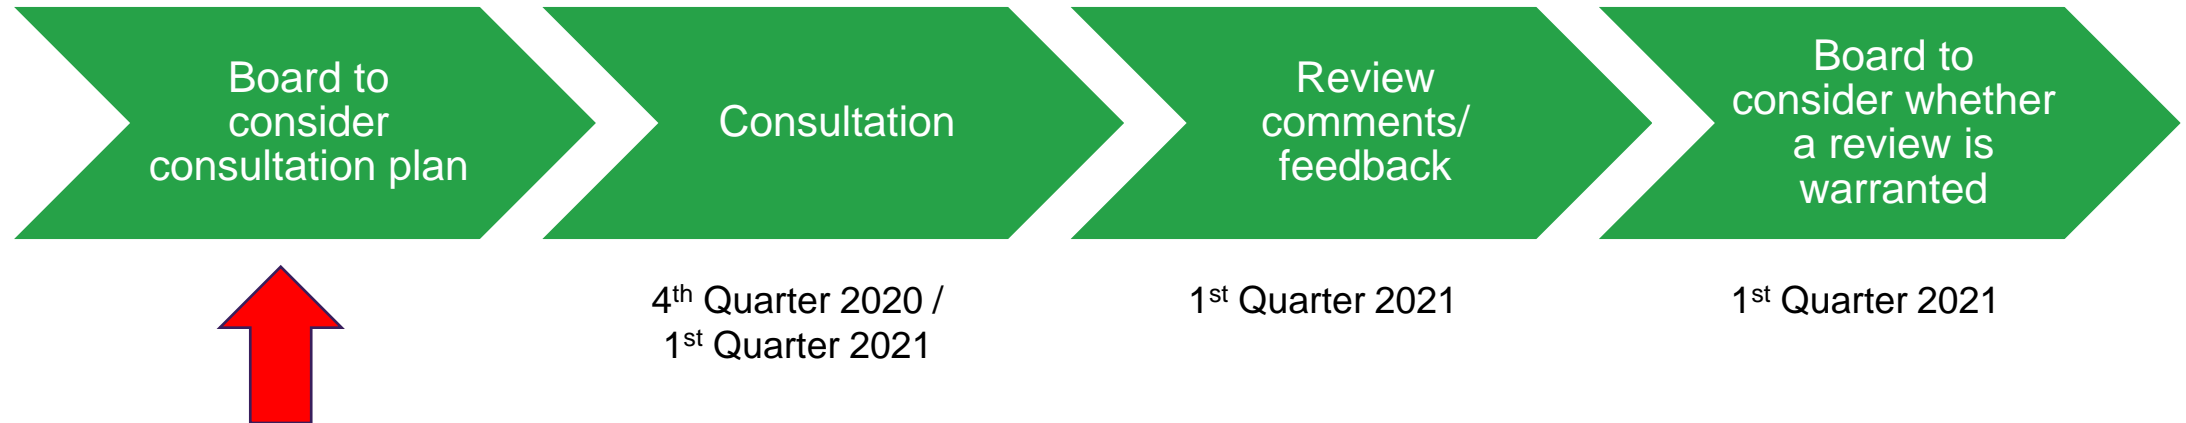 Board to
consider
consultation plan
Consultation
Review
comments/
feedback
Board to
consider whether
a review is
warranted
4th Quarter 2020 /
1st Quarter 2021
1st Quarter 2021
1st Quarter 2021